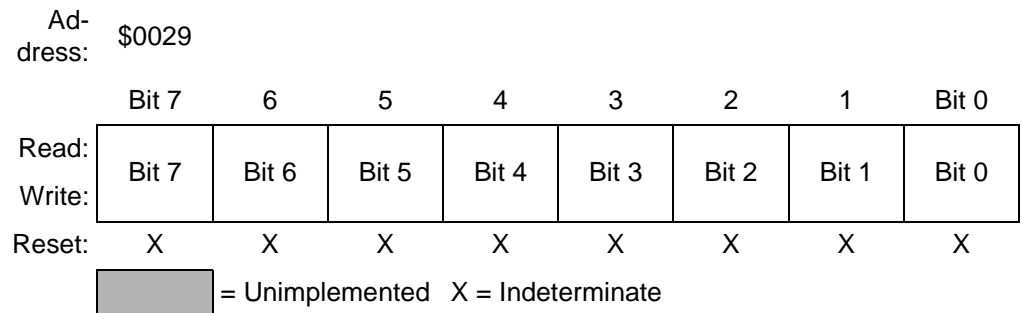 Ad-
dress: $0029
Bit 7 6 5 4 3 2 1 Bit 0
Read:
Bit 7 Bit 6 Bit 5 Bit 4 Bit 3 Bit 2 Bit 1 Bit 0
Write:
Reset: X X X X X X X X
= Unimplemented X = Indeterminate